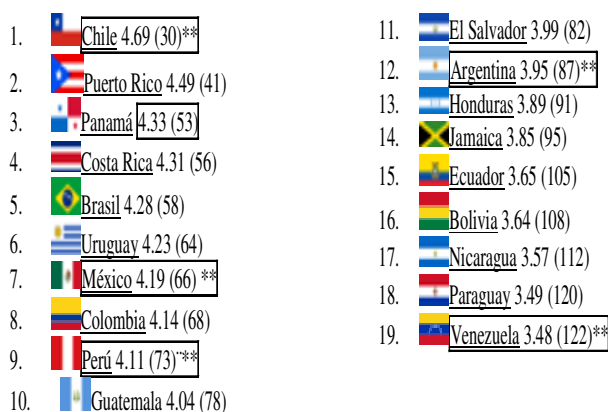 1. Chile 4.69 (30)**
2. Puerto Rico 4.49 (41)
3. Panamá 4.33 (53)
4. Costa Rica 4.31 (56)
5. Brasil 4.28 (58)
6. Uruguay 4.23 (64)
7. México 4.19 (66) **
8. Colombia 4.14 (68)
9. Perú 4.11 (73)¨**
10. Guatemala 4.04 (78)
11. El Salvador 3.99 (82)
12. Argentina 3.95 (87)**
13. Honduras 3.89 (91)
14. Jamaica 3.85 (95)
15. Ecuador 3.65 (105)
16. Bolivia 3.64 (108)
17. Nicaragua 3.57 (112)
18. Paraguay 3.49 (120)
19. Venezuela 3.48 (122)**